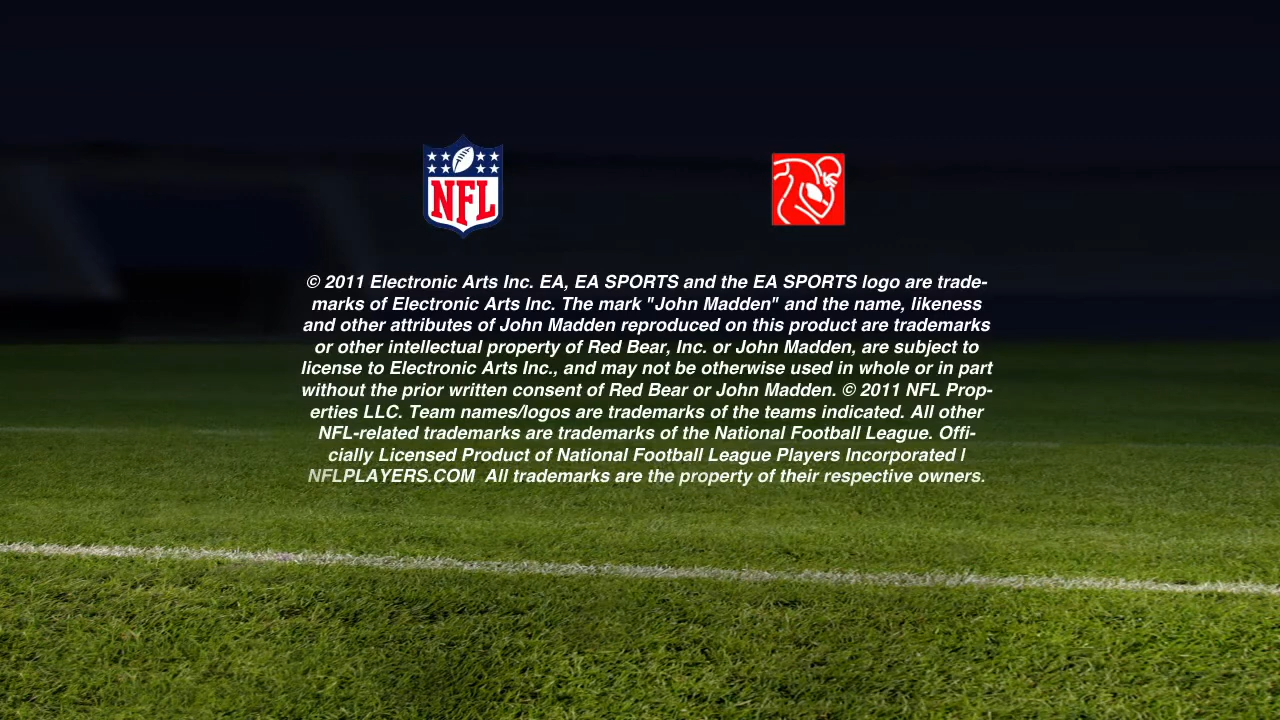 NFL
© 2011 Electronic Arts Inc. EA, EA SPORTS and the EA SPORTS logo are trade-
marks of Electronic Arts Inc. The mark "John Madden" and the name, likeness
and other attributes of John Madden reproduced on this product are trademarks
or other intellectual property of Red Bear, Inc. or John Madden, are subject to
license to Electronic Arts Inc., and may not be otherwise used in whole or in part
without the prior written consent of Red Bear or John Madden. © 2011 NFL Prop-
erties LLC. Team names/logos are trademarks of the teams indicated. All other
NFL-related trademarks are trademarks of the National Football League. Offi-
cially Licensed Product of National Football League Players Incorporated |
NFLPLAYERS.COM  All trademarks are the property of their respective owners.